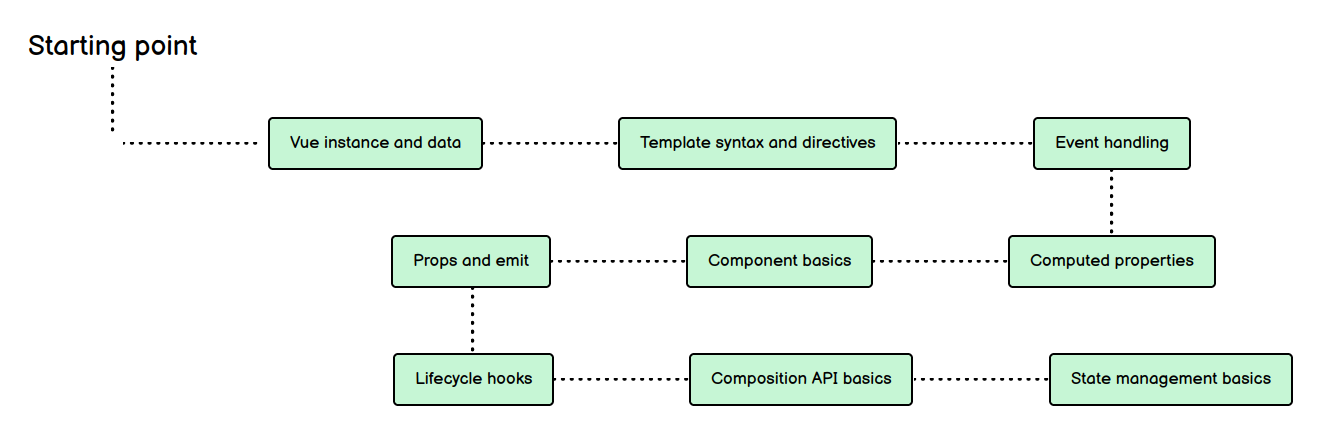 Starting point
Vue instance and data
Template syntax and directives
Event handling
Props and emit
Component basics
Computed properties
Lifecycle hooks
Composition API basics
State management basics